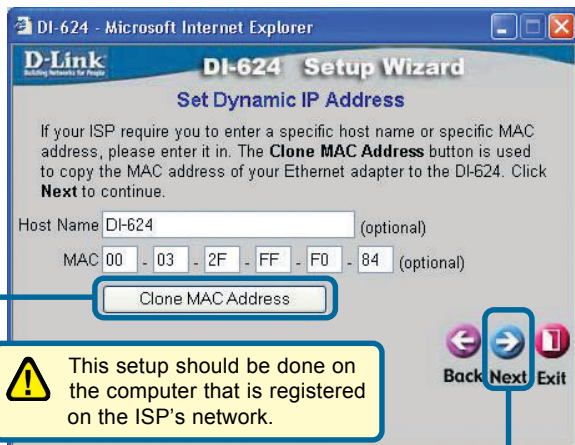 DI-624 - Microsoft Internet Explorer
D-Link
Building Networks for People
DI-624 Setup Wizard
Set Dynamic IP Address
If your ISP require you to enter a specific host name or specific MAC
address, please enter it in. The Clone MAC Address button is used
to copy the MAC address of your Ethernet adapter to the DI-624. Click
Next to continue.
Host Name DI-624 (optional)
MAC 00 - 03 - 2F - FF - F0 - 84 (optional)
Clone MAC Address
This setup should be done on
the computer that is registered
on the ISP's network.
Back Next Exit